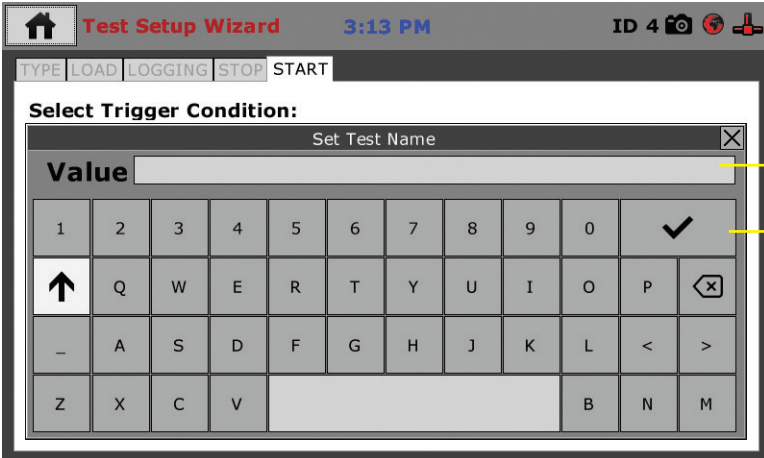 Test Setup Wizard 3:13 PM ID 4
TYPE LOAD LOGGING STOP START
Select Trigger Condition:
Set Test Name
Value
1 2 3 4 5 6 7 8 9 0
Q W E R T Y U I O P
_ A S D F G H J K L < >
Z X C V B N M